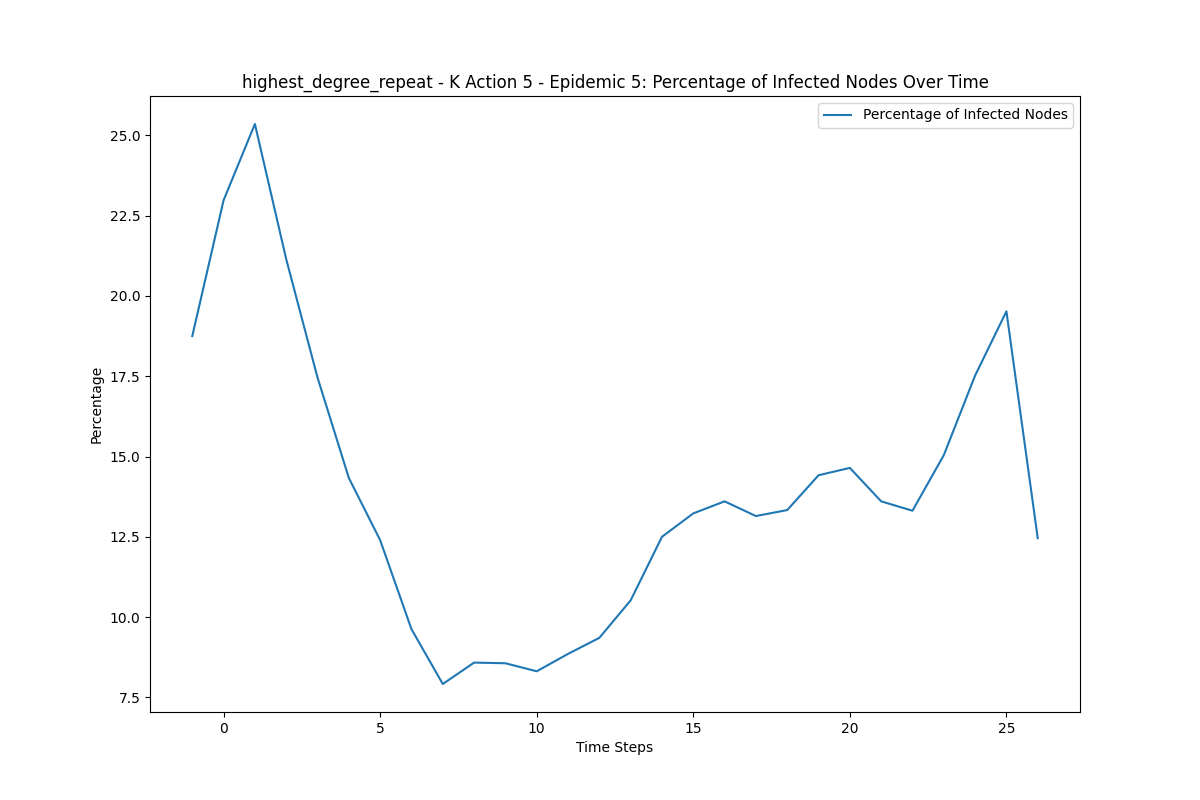 highest_degree_repeat - K Action 5 - Epidemic 5: Percentage of Infected Nodes Over Time
Percentage of Infected Nodes
25.0
22.5
20.0
17.5
15.0
12.5
10.0
7.5
Percentage
0 5 10 15 20 25
Time Steps